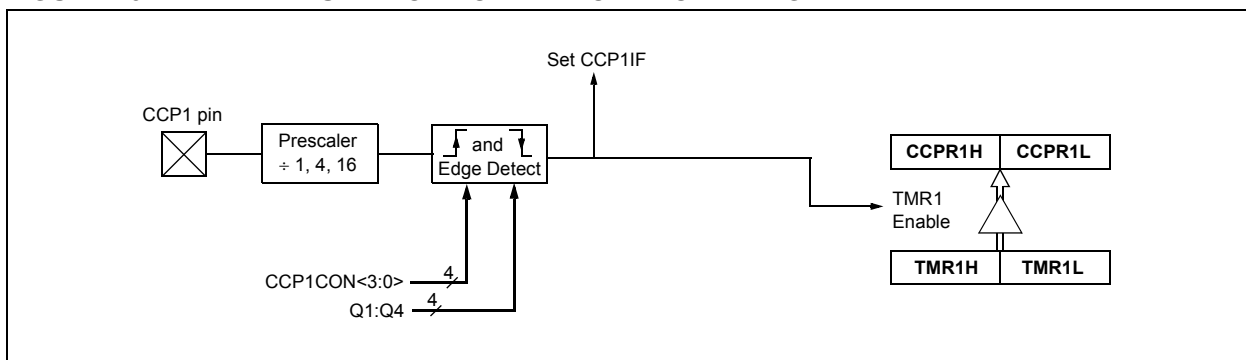 Set CCP1IF
CCP1 pin
Prescaler
÷ 1, 4, 16
and
Edge Detect
CCPR1H CCPR1L
TMR1
Enable
TMR1H TMR1L
CCP1CON<3:0> 4
Q1:Q4 4